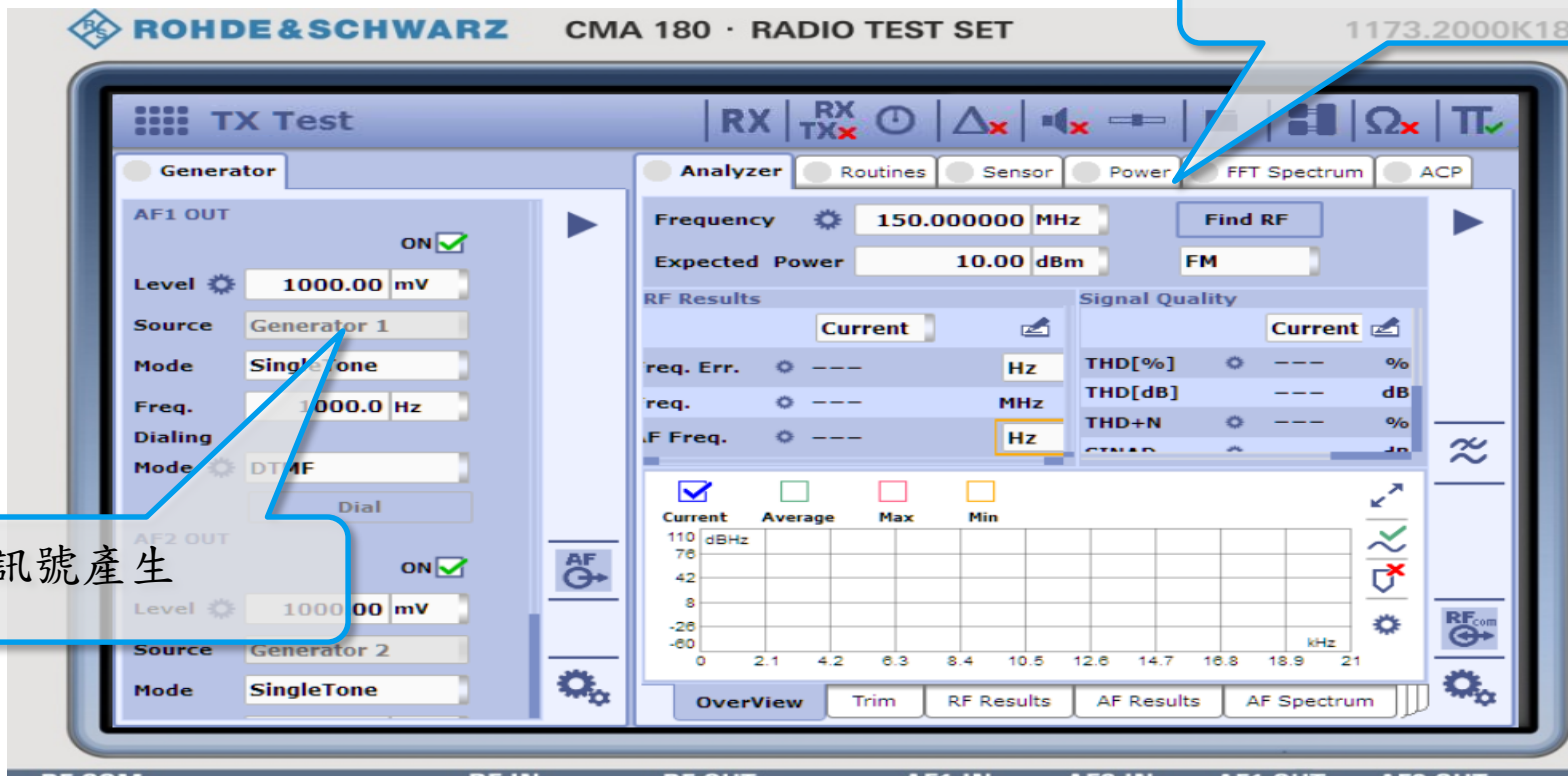 ROHDE&SCHWARZ CMA 180 · RADIO TEST SET 1173.2000K18
TX Test RX RX TX
Generator
AF1 OUT
ON
Level 1000.00 mV
Source Generator 1
Mode SingleTone
Freq. 1000.0 Hz
Dialing
Mode DTMF
Dial
訊號產生
AF2 OUT
ON
Level 1000.00 mV
Source Generator 2
Mode SingleTone
AF
Analyzer Routines Sensor Power FFT Spectrum ACP
Frequency 150.000000 MHz Find RF
Expected Power 10.00 dBm FM
RF Results
Current
req. Err. --- Hz
req. --- MHz
F Freq. --- Hz
Signal Quality
Current
THD[%] --- %
THD[dB] --- dB
THD+N --- %
SINAD dB
Current Average Max Min
110 dBHz
76
42
8
-26
-60
kHz
0 2.1 4.2 6.3 8.4 10.5 12.6 14.7 16.8 18.9 21
RF com
OverView Trim RF Results AF Results AF Spectrum